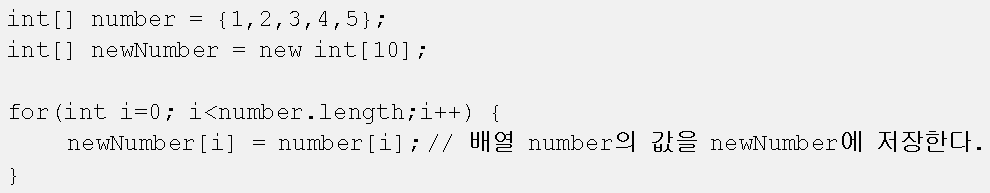 int[] number = {1,2,3,4,5};
int[] newNumber = new int[10];
for(int i=0; i<number.length;i++) {
newNumber[i] = number[i];// 배열 number의 값을 newNumber에 저장한다.
}